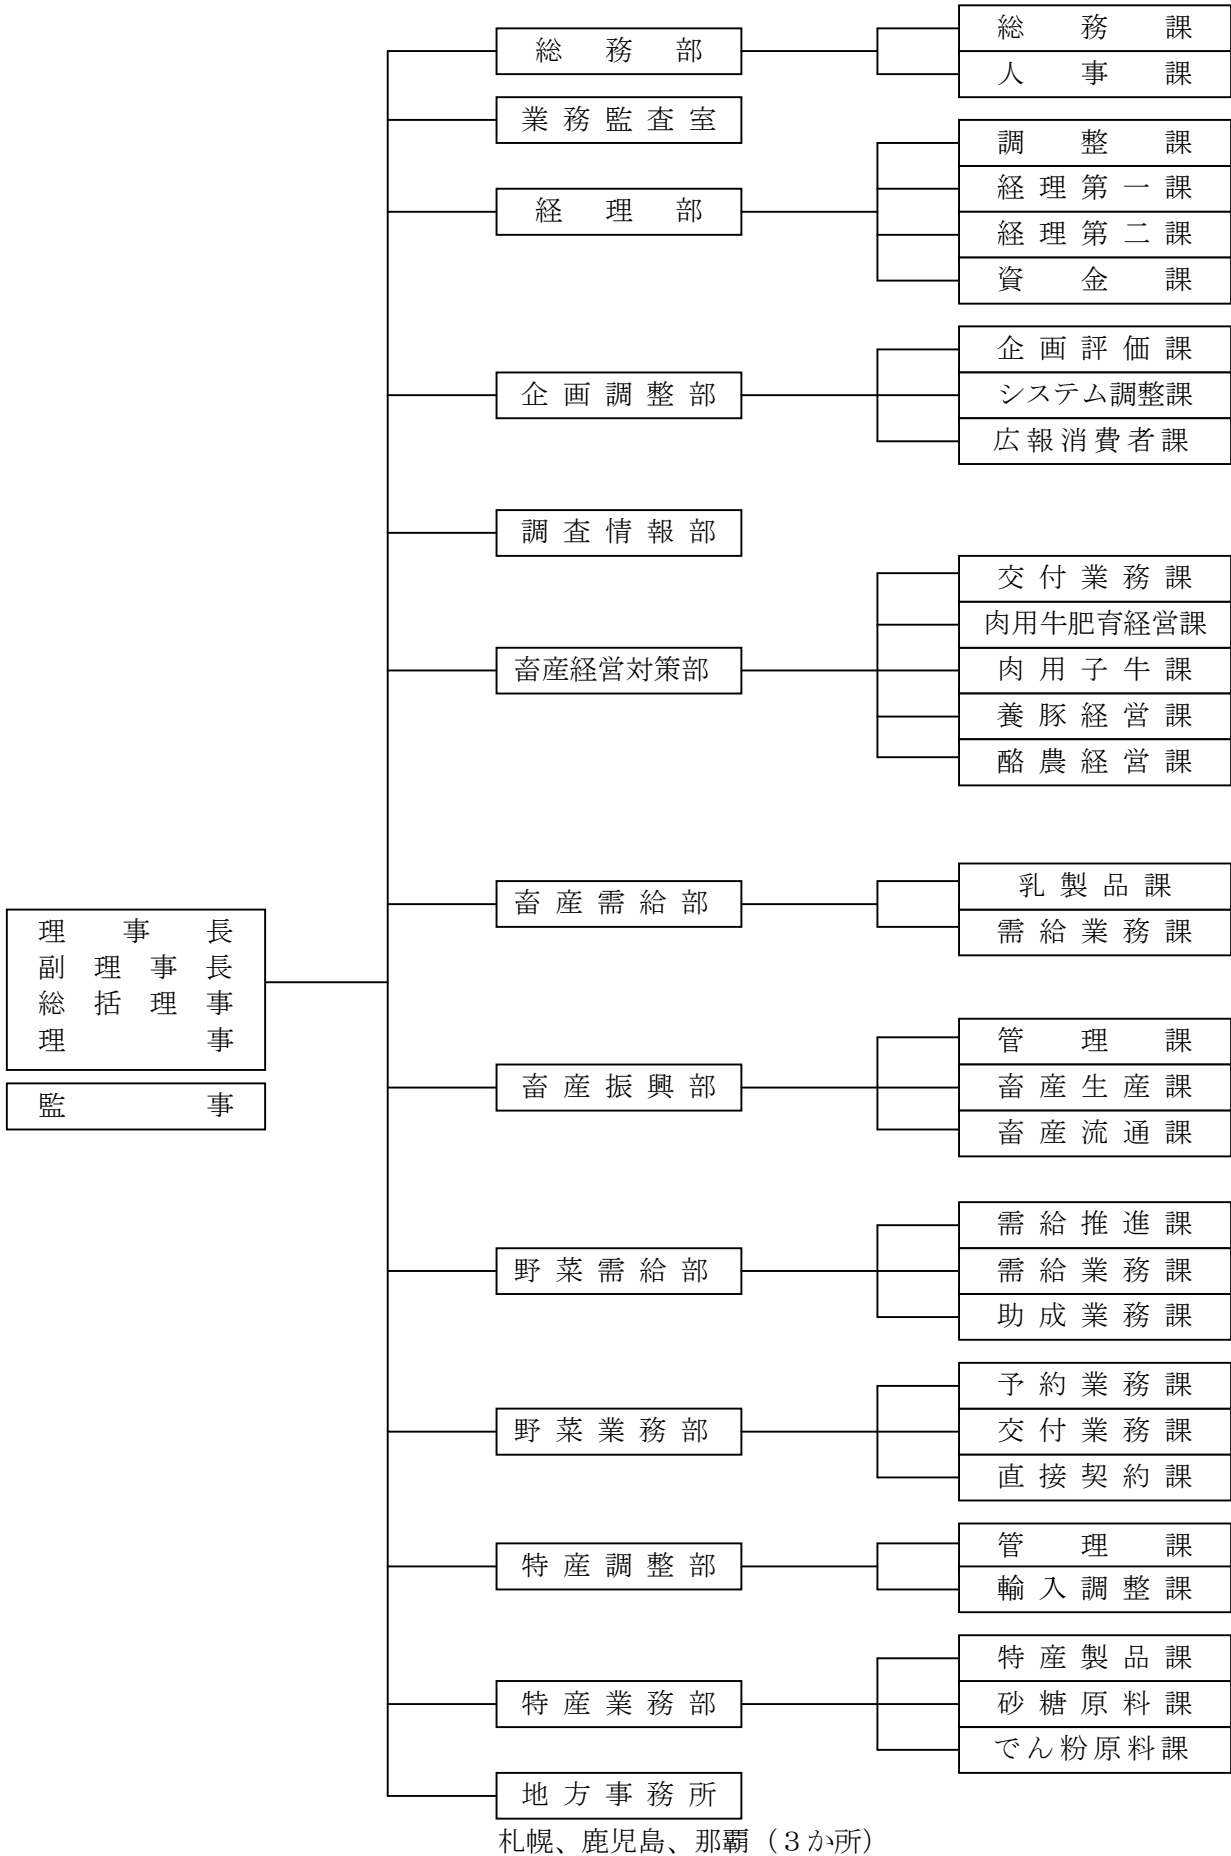 総務部
総務課
人事課
業務監査室
経理部
調整課
経理第一課
経理第二課
資金課
企画調整部
企画評価課
システム調整課
広報消費者課
調査情報部
畜産経営対策部
交付業務課
肉用牛肥育経営課
肉用子牛課
養豚経営課
酪農経営課
理事長
副理事長
総括理事
理事
監事
畜産需給部
乳製品課
需給業務課
畜産振興部
管理課
畜産生産課
畜産流通課
野菜需給部
需給推進課
需給業務課
助成業務課
野菜業務部
予約業務課
交付業務課
直接契約課
特産調整部
管理課
輸入調整課
特産業務部
特産製品課
砂糖原料課
でん粉原料課
地方事務所
札幌、鹿児島、那覇（３か所）